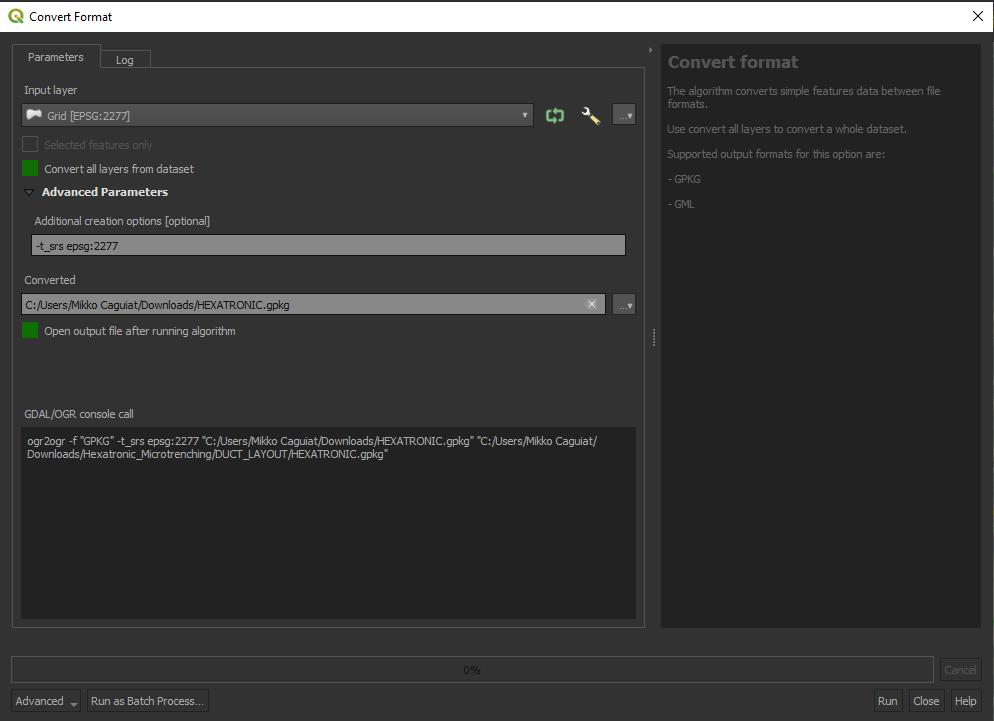 Convert Format
Parameters
Log
Input layer
Grid [EPSG:2277]
...
Selected features only
Convert all layers from dataset
Advanced Parameters
Additional creation options [optional]
-t_srs epsg:2277
Converted
C:/Users/Mikko Caguiat/Downloads/HEXATRONIC.gpkg
...
Open output file after running algorithm
GDAL/OGR console call
ogr2ogr -f "GPKG" -t_srs epsg:2277 "C:/Users/Mikko Caguiat/Downloads/HEXATRONIC.gpkg" "C:/Users/Mikko Caguiat/
Downloads/Hexatronic_Microtrenching/DUCT_LAYOUT/HEXATRONIC.gpkg"
Convert format
The algorithm converts simple features data between file
formats.
Use convert all layers to convert a whole dataset.
Supported output formats for this option are:
- GPKG
- GML
0%
Cancel
Advanced
Run as Batch Process...
Run
Close
Help